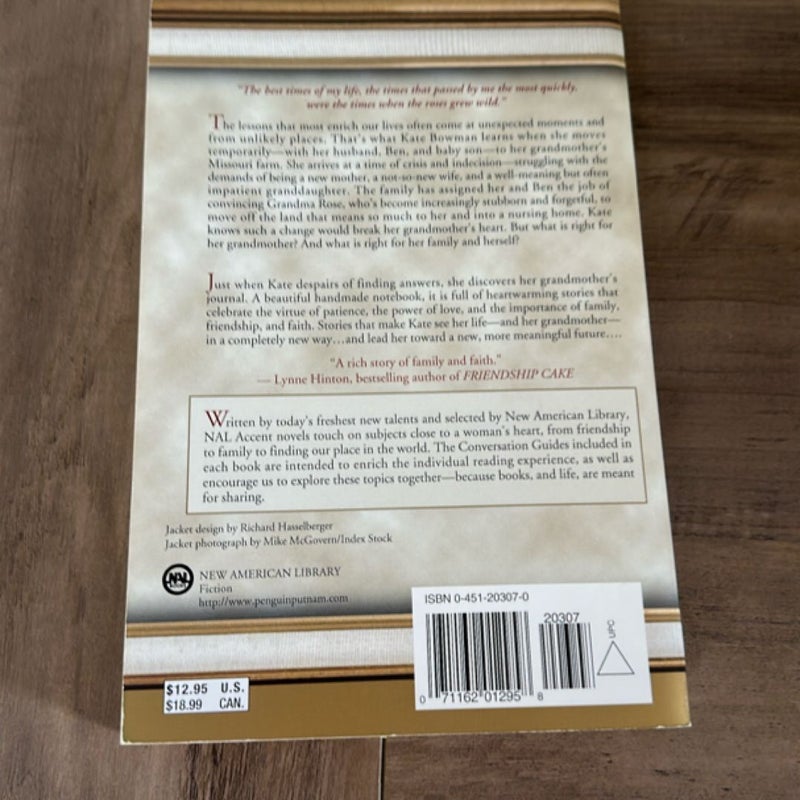 "The best times of my life, the times that passed by me the most quickly,
were the times when the roses grew wild."
The lessons that most enrich our lives often come at unexpected moments and
from unlikely places. That's what Kate Bowman learns when she moves
temporarily—with her husband, Ben, and baby son—to her grandmother's
Missouri farm. She arrives at a time of crisis and indecision—struggling with the
demands of being a new mother, a not-so-new wife, and a well-meaning but often
impatient granddaughter. The family has assigned her and Ben the job of
convincing Grandma Rose, who's become increasingly stubborn and forgetful, to
move off the land that means so much to her and into a nursing home. Kate
knows such a change would break her grandmother's heart. But what is right for
her grandmother? And what is right for her family and herself?
Just when Kate despairs of finding answers, she discovers her grandmother's
journal. A beautiful handmade notebook, it is full of heartwarming stories that
celebrate the virtue of patience, the power of love, and the importance of family,
friendship, and faith. Stories that make Kate see her life—and her grandmother—
in a completely new way...and lead her toward a new, more meaningful future....
"A rich story of family and faith."
— Lynne Hinton, bestselling author of FRIENDSHIP CAKE
Written by today's freshest new talents and selected by New American Library,
NAL Accent novels touch on subjects close to a woman's heart, from friendship
to family to finding our place in the world. The Conversation Guides included in
each book are intended to enrich the individual reading experience, as well as
encourage us to explore these topics together—because books, and life, are meant
for sharing.
Jacket design by Richard Hasselberger
Jacket photograph by Mike McGovern/Index Stock
NAL
NEW AMERICAN LIBRARY
Fiction
http://www.penguinputnam.com
ISBN 0-451-20307-0
20307
UPC
0 71162 01295 8
$12.95 U.S.
$18.99 CAN.